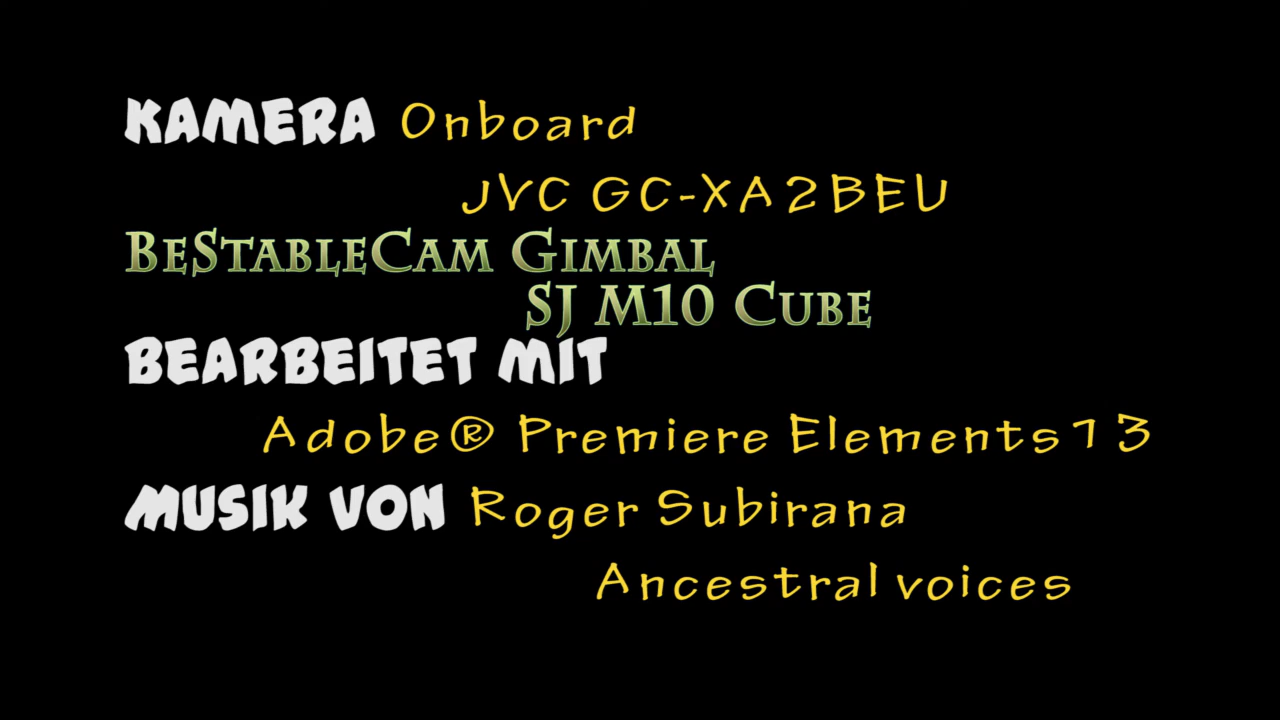 KAMERA Onboard
JVC GC-XA2BEU
BeStableCam Gimbal
SJ M10 Cube
BEARBEITET MIT
Adobe® Premiere Elements 13
MUSIK VON Roger Subirana
Ancestral voices